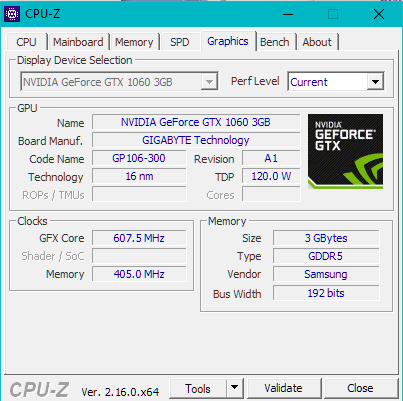 CPU-Z
CPU Mainboard Memory SPD Graphics Bench About
Display Device Selection
NVIDIA GeForce GTX 1060 3GB Perf Level Current
GPU
Name NVIDIA GeForce GTX 1060 3GB
Board Manuf. GIGABYTE Technology
Code Name GP106-300 Revision A1
Technology 16 nm TDP 120.0 W
ROPs / TMUs Cores
NVIDIA
GEFORCE
GTX
Clocks
GFX Core 607.5 MHz
Shader / SoC
Memory 405.0 MHz
Memory
Size 3 GBytes
Type GDDR5
Vendor Samsung
Bus Width 192 bits
CPU-Z Ver. 2.16.0.x64 Tools Validate Close